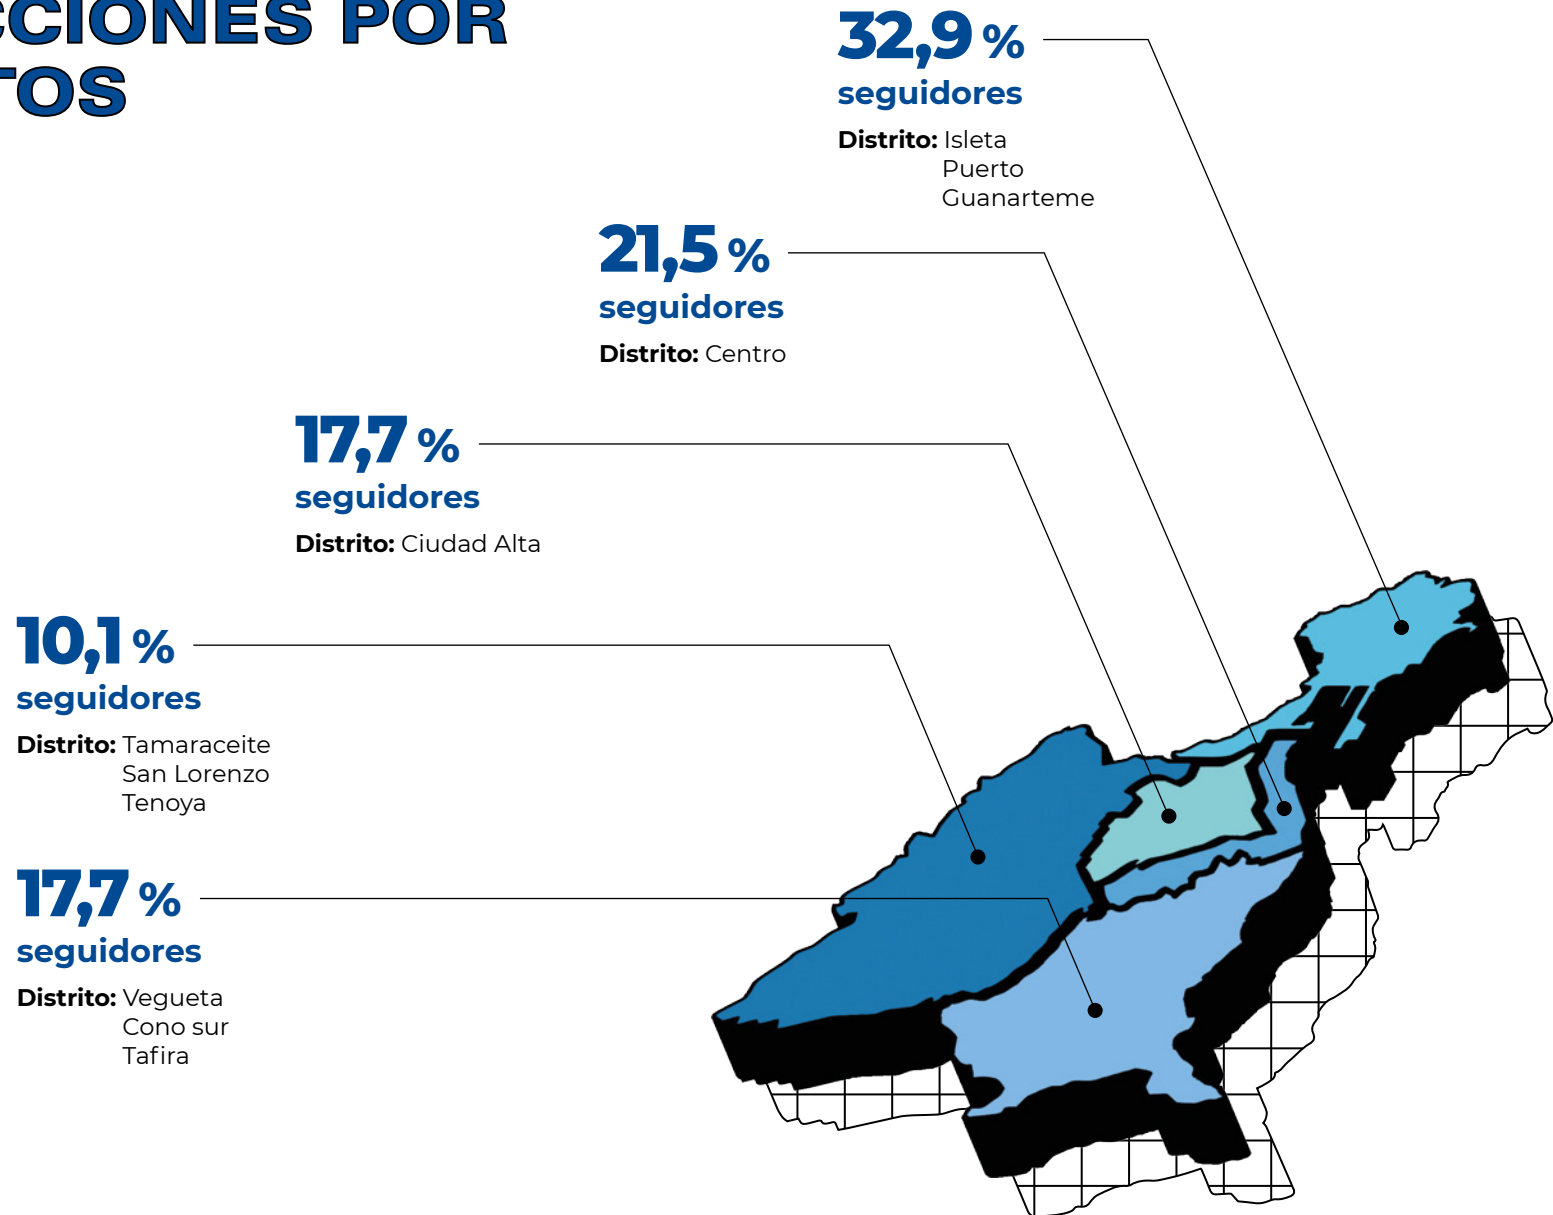 CCIONES POR
TOS
32,9 %
seguidores
Distrito: Isleta
Puerto
Guanarteme
21,5 %
seguidores
Distrito: Centro
17,7 %
seguidores
Distrito: Ciudad Alta
10,1 %
seguidores
Distrito: Tamaraceite
San Lorenzo
Tenoya
17,7 %
seguidores
Distrito: Vegueta
Cono sur
Tafira